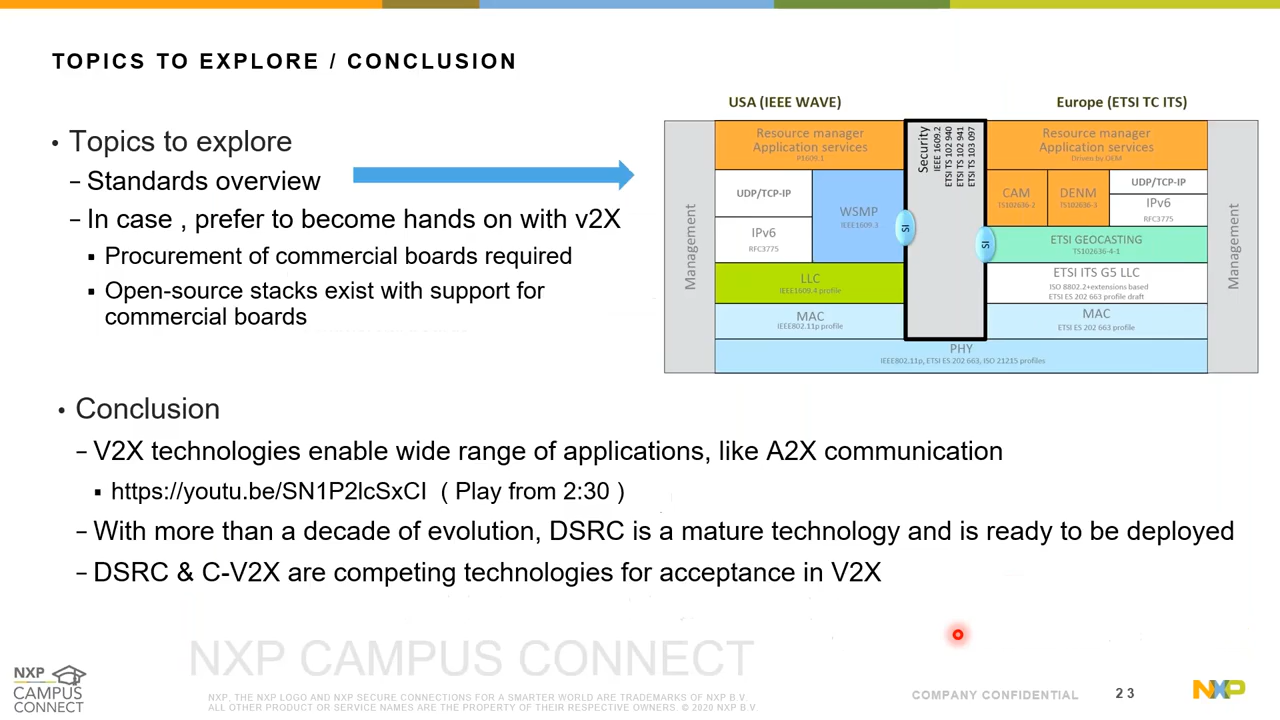 TOPICS TO EXPLORE / CONCLUSION
• Topics to explore
– Standards overview
– In case , prefer to become hands on with v2X
▪ Procurement of commercial boards required
▪ Open-source stacks exist with support for
commercial boards
USA (IEEE WAVE)
Europe (ETSI TC ITS)
Management
Resource manager
Application services
P1609.1
UDP/TCP-IP
WSMP
IEEE1609.3
IPv6
RFC3775
LLC
IEEE1609.4 profile
MAC
IEEE802.11p profile
Security
IEEE 1609.2
ETSI TS 102 940
ETSI TS 102 941
ETSI TS 103 097
SI
SI
Resource manager
Application services
Driven by OEM
CAM
TS102636-2
DENM
TS102636-3
UDP/TCP-IP
IPv6
RFC3775
ETSI GEOCASTING
TS102636-4-1
ETSI ITS G5 LLC
ISO 8802.2+extensions based
ETSI ES 202 663 profile draft
MAC
ETSI ES 202 663 profile
PHY
IEEE802.11p, ETSI ES 202 663, ISO 21215 profiles
Management
• Conclusion
– V2X technologies enable wide range of applications, like A2X communication
▪ https://youtu.be/SN1P2lcSxCI ( Play from 2:30 )
– With more than a decade of evolution, DSRC is a mature technology and is ready to be deployed
– DSRC & C-V2X are competing technologies for acceptance in V2X
NXP CAMPUS CONNECT
NXP
CAMPUS
CONNECT
NXP, THE NXP LOGO AND NXP SECURE CONNECTIONS FOR A SMARTER WORLD ARE TRADEMARKS OF NXP B.V.
ALL OTHER PRODUCT OR SERVICE NAMES ARE THE PROPERTY OF THEIR RESPECTIVE OWNERS. © 2020 NXP B.V.
COMPANY CONFIDENTIAL
23
NXP